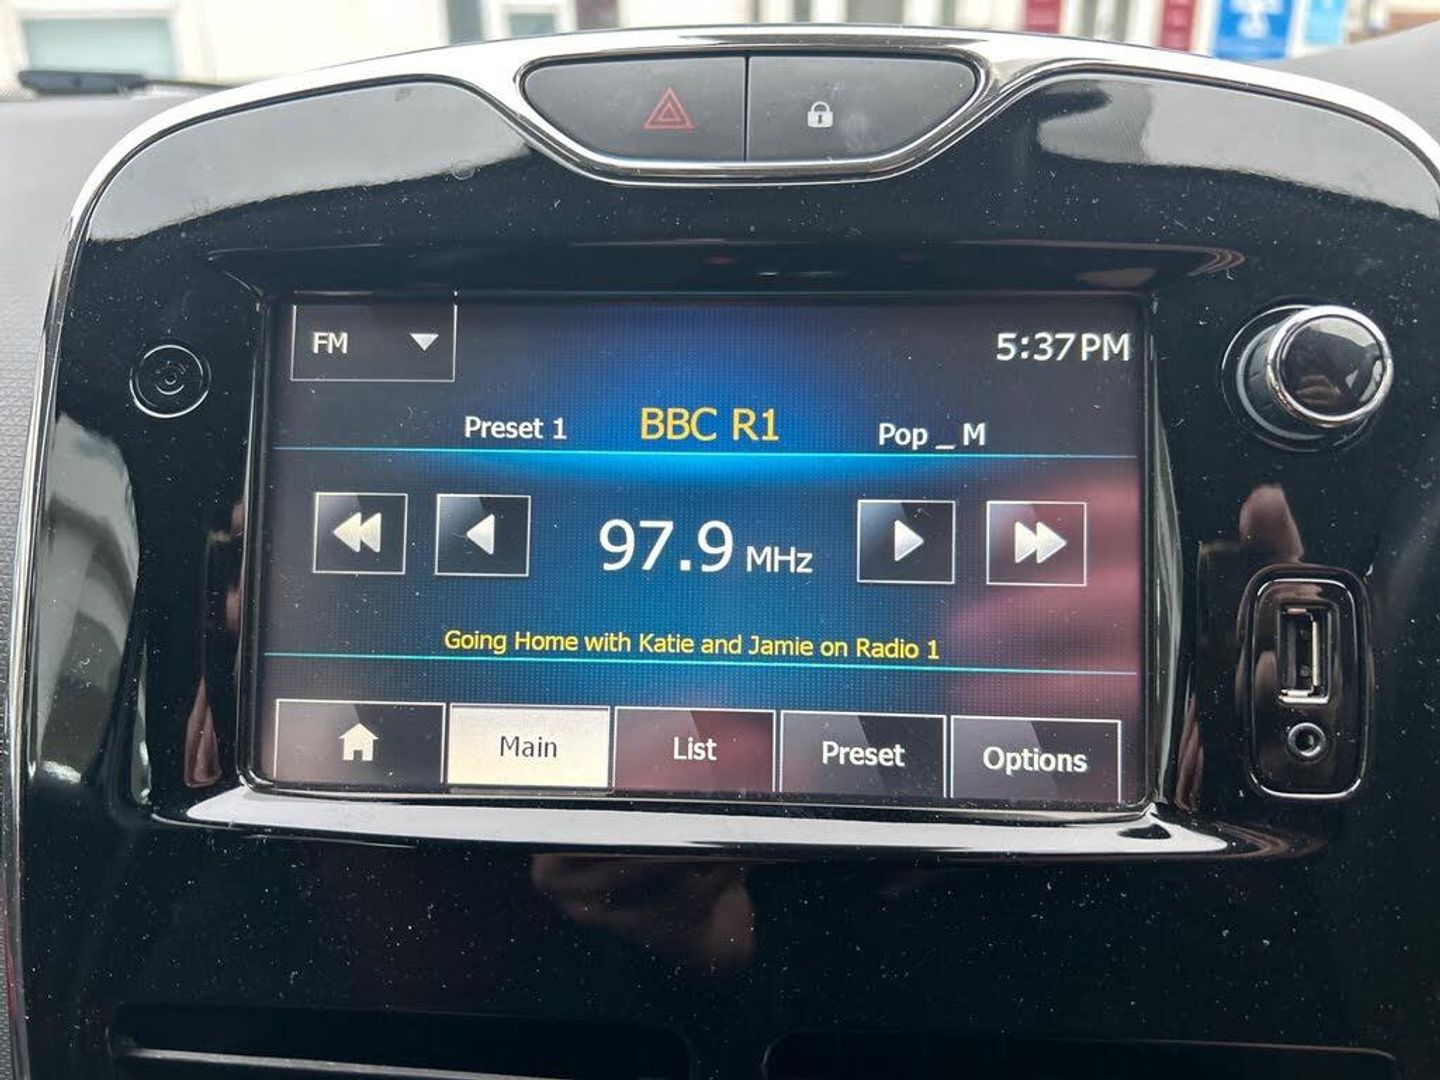 FM
5:37PM
Preset 1 BBC R1 Pop _ M
97.9 MHz
Going Home with Katie and Jamie on Radio 1
Main List Preset Options